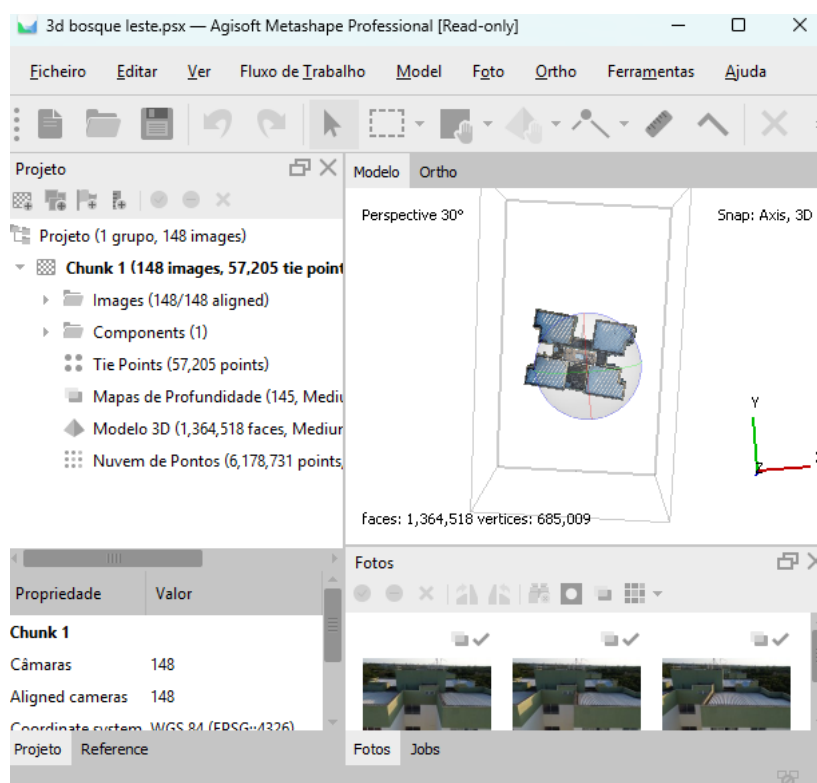 3d bosque leste.psx — Agisoft Metashape Professional [Read-only]
Ficheiro Editar Ver Fluxo de Trabalho Model Foto Ortho Ferramentas Ajuda
Projeto
Projeto (1 grupo, 148 images)
Chunk 1 (148 images, 57,205 tie point
Images (148/148 aligned)
Components (1)
Tie Points (57,205 points)
Mapas de Profundidade (145, Mediu
Modelo 3D (1,364,518 faces, Mediur
Nuvem de Pontos (6,178,731 points,
Modelo Ortho
Perspective 30° Snap: Axis, 3D
Y
Z
faces: 1,364,518 vertices: 685,009
Propriedade Valor
Chunk 1
Câmaras 148
Aligned cameras 148
Coordinate system WGS 84 (EPSG::4326)
Projeto Reference
Fotos
Fotos Jobs